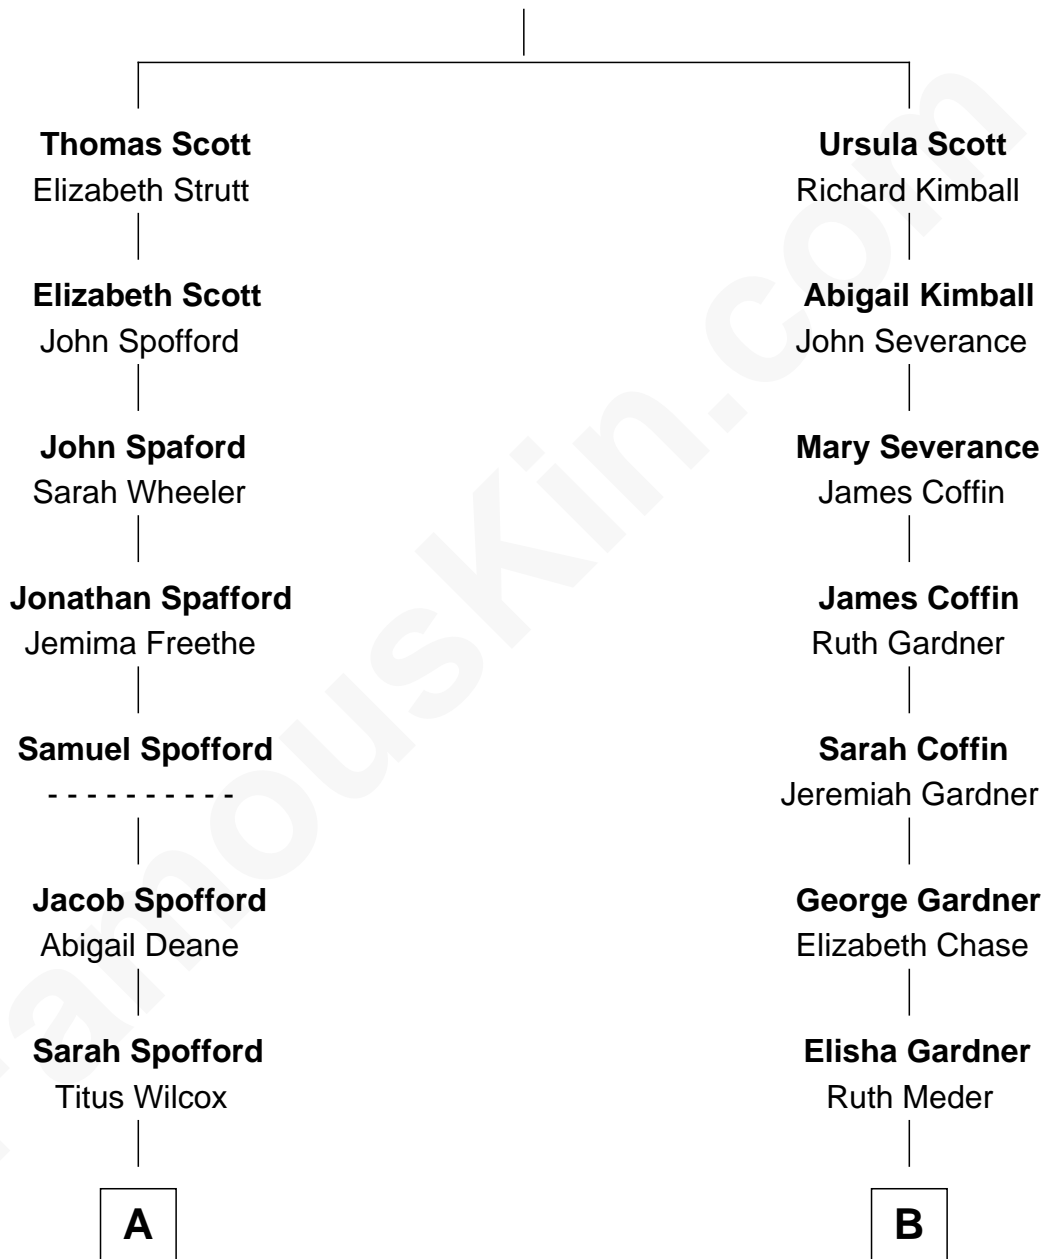 Thomas Scott
Elizabeth Strutt
Elizabeth Scott
John Spofford
John Spaford
Sarah Wheeler
Jonathan Spafford
Jemima Freethe
Samuel Spofford
- - - - - - - - - -
Jacob Spofford
Abigail Deane
Sarah Spofford
Titus Wilcox
A
Ursula Scott
Richard Kimball
Abigail Kimball
John Severance
Mary Severance
James Coffin
James Coffin
Ruth Gardner
Sarah Coffin
Jeremiah Gardner
George Gardner
Elizabeth Chase
Elisha Gardner
Ruth Meder
B
FamousKin.com